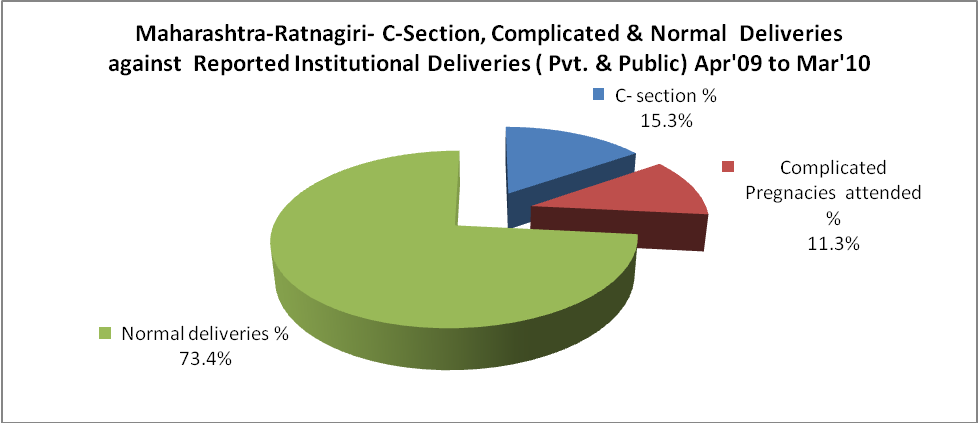 Maharashtra-Ratnagiri- C-Section, Complicated & Normal Deliveries
against Reported Institutional Deliveries ( Pvt. & Public) Apr'09 to Mar'10
C- section %
15.3%
Complicated
Pregnacies attended
%
11.3%
Normal deliveries %
73.4%